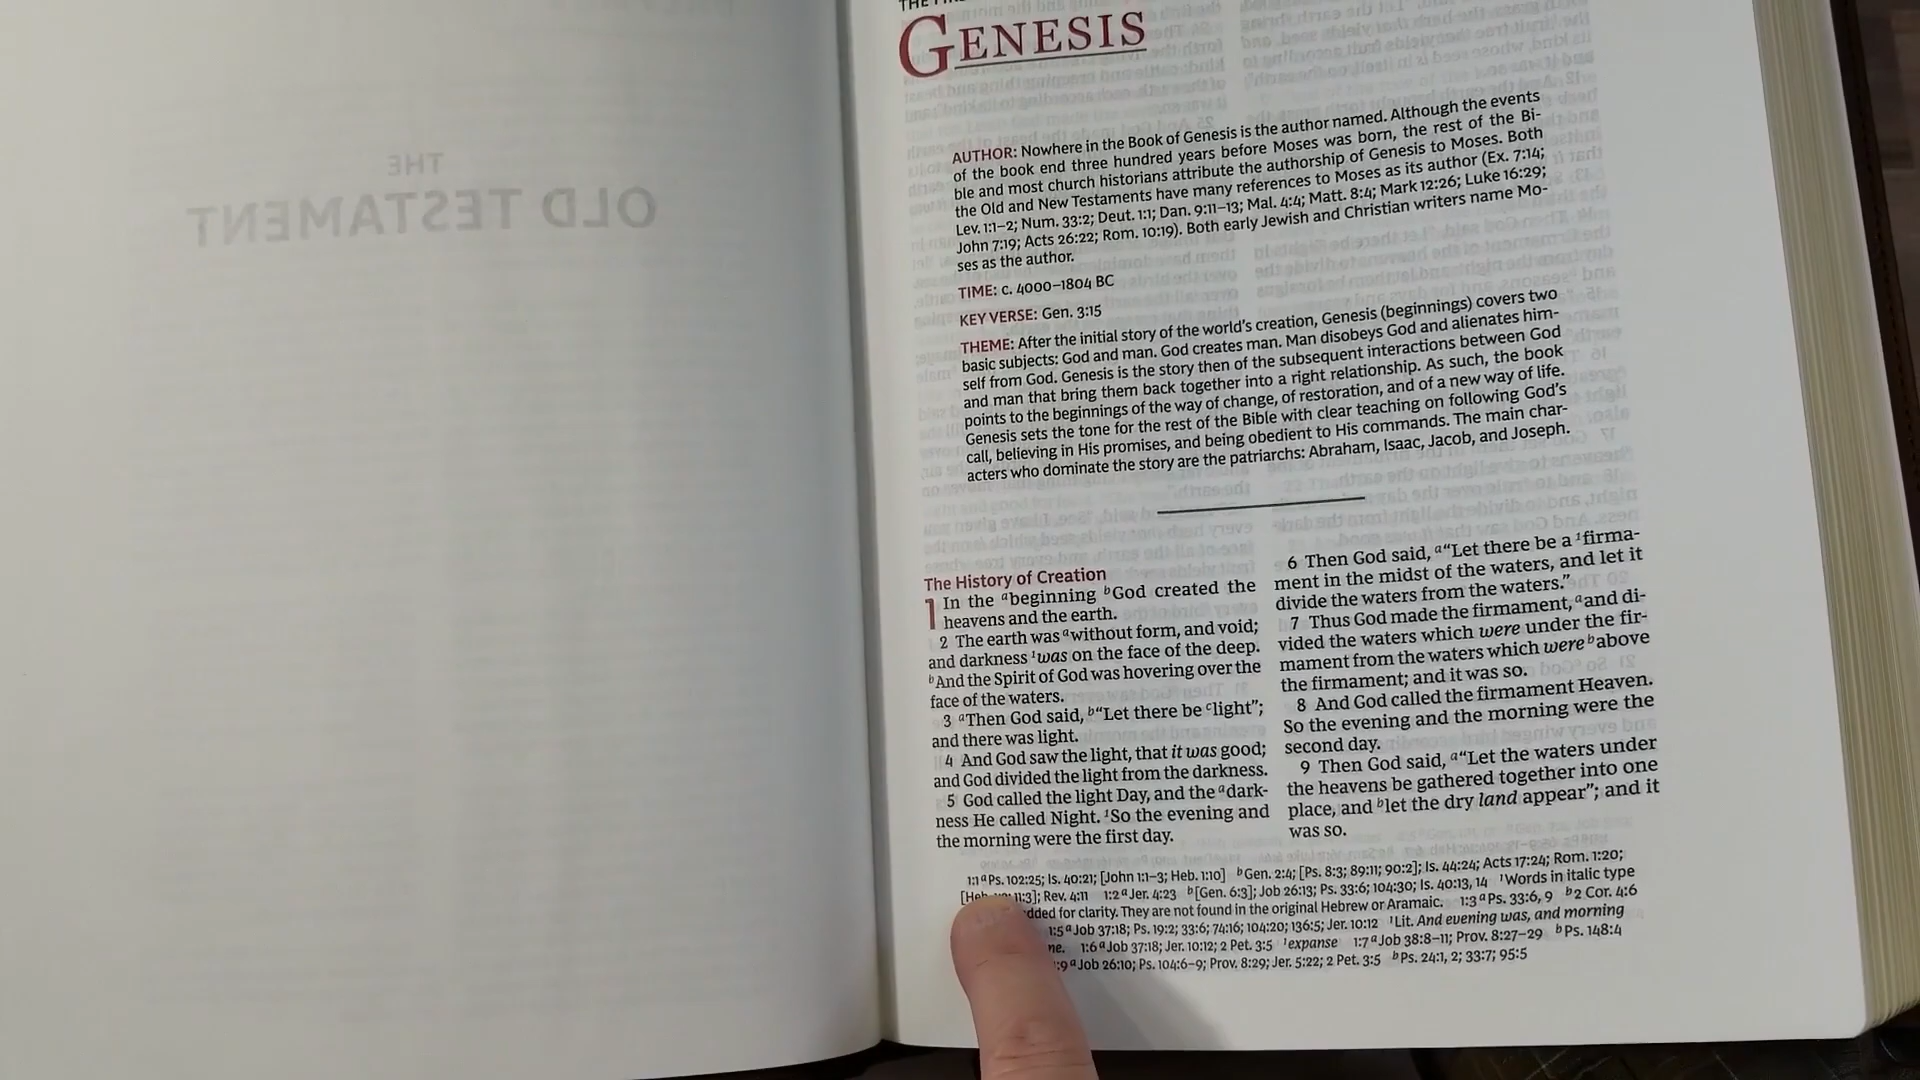 THE
OLD TESTAMENT
GENESIS
AUTHOR: Nowhere in the Book of Genesis is the author named. Although the events
of the book end three hundred years before Moses was born, the rest of the Bi-
ble and most church historians attribute the authorship of Genesis to Moses. Both
the Old and New Testaments have many references to Moses as its author (Ex. 7:14;
Lev. 1:1–2; Num. 33:2; Deut. 1:1; Dan. 9:11–13; Mal. 4:4; Matt. 8:4; Mark 12:26; Luke 16:29;
John 7:19; Acts 26:22; Rom. 10:19). Both early Jewish and Christian writers name Mo-
ses as the author.
TIME: c. 4000–1804 BC
KEY VERSE: Gen. 3:15
THEME: After the initial story of the world's creation, Genesis (beginnings) covers two
basic subjects: God and man. God creates man. Man disobeys God and alienates him-
self from God. Genesis is the story then of the subsequent interactions between God
and man that bring them back together into a right relationship. As such, the book
points to the beginnings of the way of change, of restoration, and of a new way of life.
Genesis sets the tone for the rest of the Bible with clear teaching on following God's
call, believing in His promises, and being obedient to His commands. The main char-
acters who dominate the story are the patriarchs: Abraham, Isaac, Jacob, and Joseph.
The History of Creation
1 In the ᵃbeginning ᵇGod created the
heavens and the earth.
2 The earth was ᵃwithout form, and void;
and darkness ¹was on the face of the deep.
ᵇAnd the Spirit of God was hovering over the
face of the waters.
3 ᵃThen God said, ᵇ“Let there be ᶜlight”;
and there was light.
4 And God saw the light, that it was good;
and God divided the light from the darkness.
5 God called the light Day, and the ᵃdark-
ness He called Night. ¹So the evening and
the morning were the first day.
6 Then God said, ᵃ“Let there be a ¹firma-
ment in the midst of the waters, and let it
divide the waters from the waters.”
7 Thus God made the firmament, ᵃand di-
vided the waters which were under the fir-
mament from the waters which were ᵇabove
the firmament; and it was so.
8 And God called the firmament Heaven.
So the evening and the morning were the
second day.
9 Then God said, ᵃ“Let the waters under
the heavens be gathered together into one
place, and ᵇlet the dry land appear”; and it
was so.
1:1 ᵃPs. 102:25; Is. 40:21; [John 1:1–3; Heb. 1:10] ᵇGen. 2:4; [Ps. 8:3; 89:11; 90:2]; Is. 44:24; Acts 17:24; Rom. 1:20;
[Heb. 11:3]; Rev. 4:11 1:2 ᵃJer. 4:23 ᵇ[Gen. 6:3]; Job 26:13; Ps. 33:6; 104:30; Is. 40:13, 14 ¹Words in italic type
dded for clarity. They are not found in the original Hebrew or Aramaic. 1:3 ᵃPs. 33:6, 9 ᵇ2 Cor. 4:6
1:5 ᵃJob 37:18; Ps. 19:2; 33:6; 74:16; 104:20; 136:5; Jer. 10:12 ¹Lit. And evening was, and morning
ne. 1:6 ᵃJob 37:18; Jer. 10:12; 2 Pet. 3:5 ¹expanse 1:7 ᵃJob 38:8–11; Prov. 8:27–29 ᵇPs. 148:4
:9 ᵃJob 26:10; Ps. 104:6–9; Prov. 8:29; Jer. 5:22; 2 Pet. 3:5 ᵇPs. 24:1, 2; 33:7; 95:5